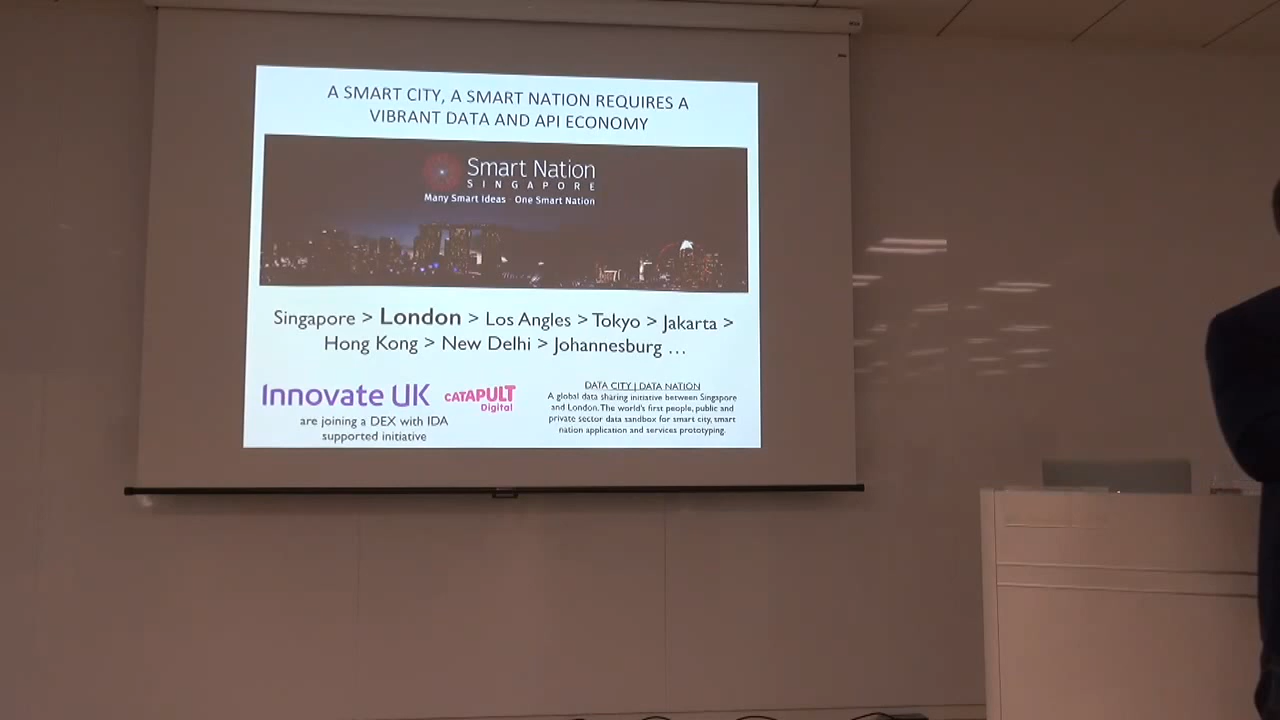 A SMART CITY, A SMART NATION REQUIRES A
VIBRANT DATA AND API ECONOMY
Smart Nation
SINGAPORE
Many Smart Ideas One Smart Nation
Singapore > London > Los Angles > Tokyo > Jakarta >
Hong Kong > New Delhi > Johannesburg ...
Innovate UK
CATAPULT
Digital
are joining a DEX with IDA
supported initiative
DATA CITY | DATA NATION
A global data sharing initiative between Singapore
and London. The world's first people, public and
private sector data sandbox for smart city, smart
nation application and services prototyping.